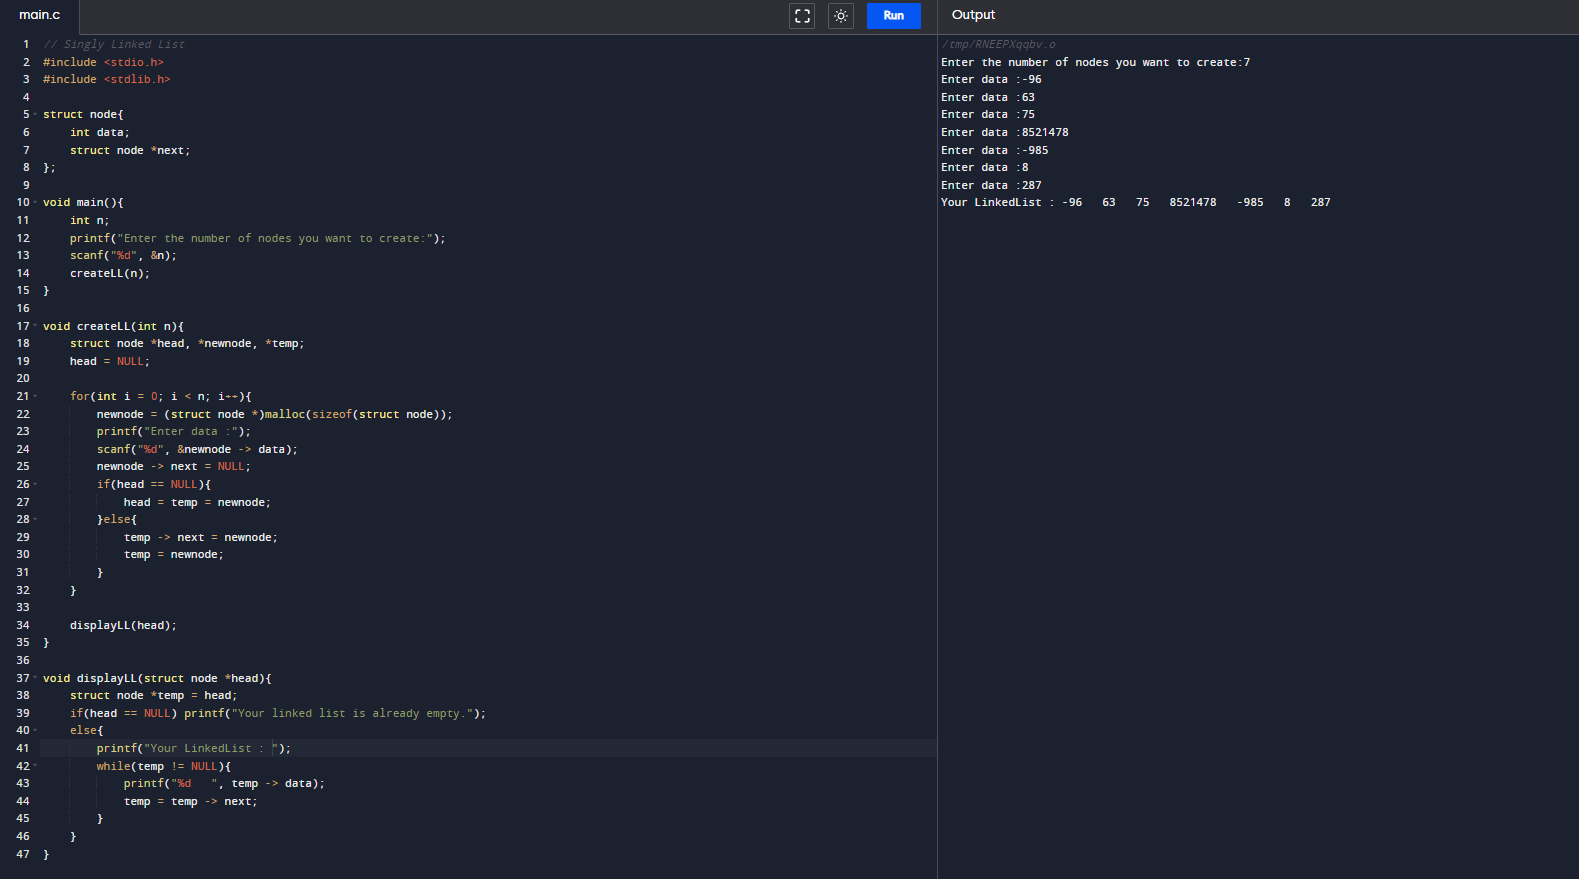 main.c
Run
Output
1 // Singly Linked List
2 #include <stdio.h>
3 #include <stdlib.h>
4
5 struct node{
6     int data;
7     struct node *next;
8 };
9
10 void main(){
11     int n;
12     printf("Enter the number of nodes you want to create:");
13     scanf("%d", &n);
14     createLL(n);
15 }
16
17 void createLL(int n){
18     struct node *head, *newnode, *temp;
19     head = NULL;
20
21     for(int i = 0; i < n; i++){
22         newnode = (struct node *)malloc(sizeof(struct node));
23         printf("Enter data :");
24         scanf("%d", &newnode -> data);
25         newnode -> next = NULL;
26         if(head == NULL){
27             head = temp = newnode;
28         }else{
29             temp -> next = newnode;
30             temp = newnode;
31         }
32     }
33
34     displayLL(head);
35 }
36
37 void displayLL(struct node *head){
38     struct node *temp = head;
39     if(head == NULL) printf("Your linked list is already empty.");
40     else{
41         printf("Your LinkedList : ");
42         while(temp != NULL){
43             printf("%d   ", temp -> data);
44             temp = temp -> next;
45         }
46     }
47 }
/tmp/RNEEPXqqbv.o
Enter the number of nodes you want to create:7
Enter data :-96
Enter data :63
Enter data :75
Enter data :8521478
Enter data :-985
Enter data :8
Enter data :287
Your LinkedList : -96   63   75   8521478   -985   8   287